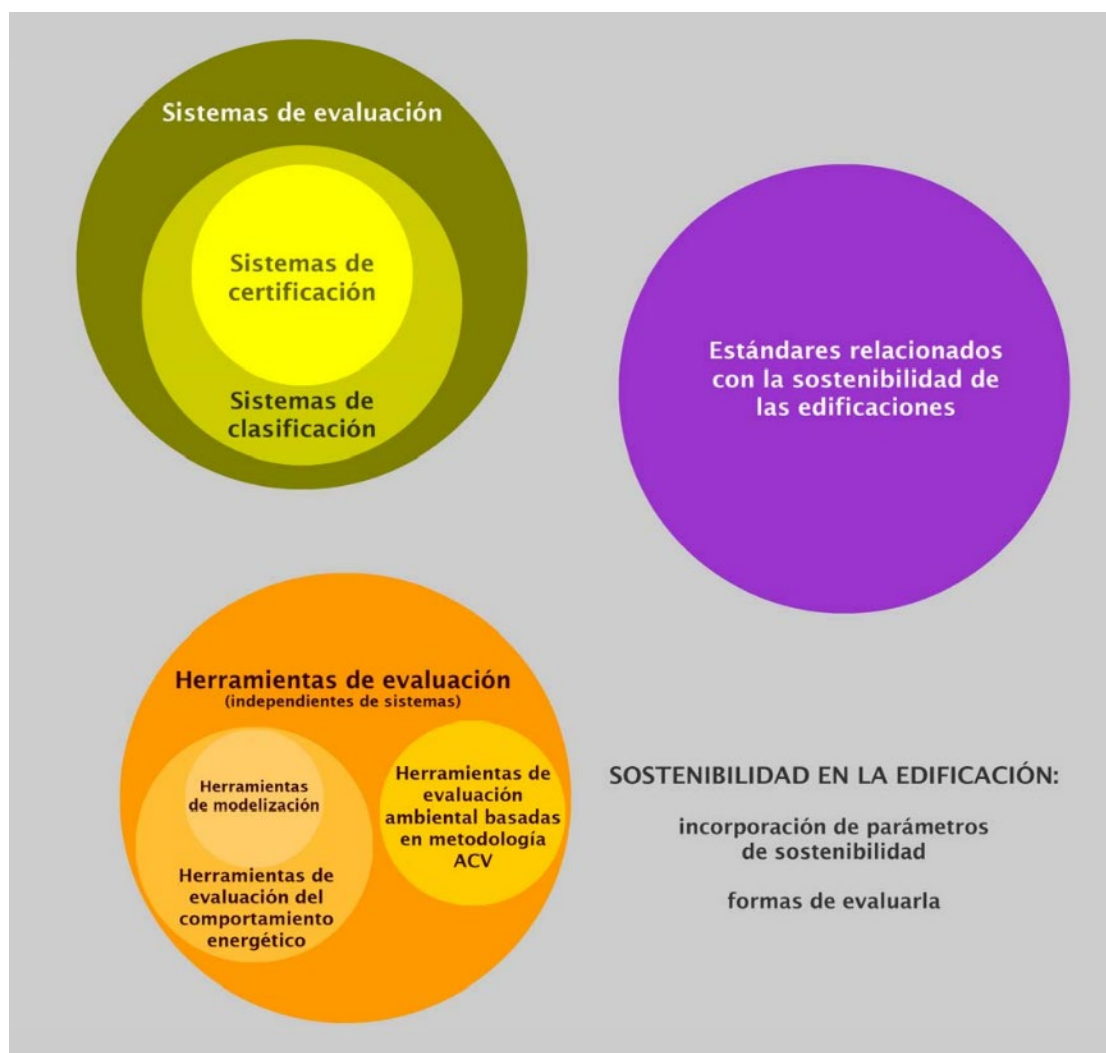 Sistemas de evaluación
Sistemas de
certificación
Sistemas de
clasificación
Estándares relacionados
con la sostenibilidad de
las edificaciones
Herramientas de evaluación
(independientes de sistemas)
Herramientas
de modelización
Herramientas de
evaluación del
comportamiento
energético
Herramientas de
evaluación
ambiental basadas
en metodología
ACV
SOSTENIBILIDAD EN LA EDIFICACIÓN:
incorporación de parámetros
de sostenibilidad
formas de evaluarla